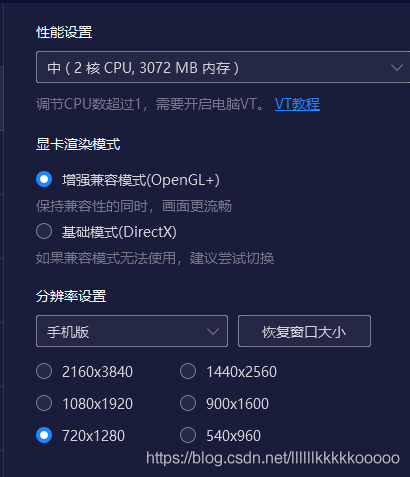 性能设置
中 ( 2 核 CPU, 3072 MB 内存 )
调节CPU数超过1，需要开启电脑VT。 VT教程
显卡渲染模式
增强兼容模式(OpenGL+)
保持兼容性的同时，画面更流畅
基础模式(DirectX)
如果兼容模式无法使用，建议尝试切换
分辨率设置
手机版 恢复窗口大小
2160x3840 1440x2560
1080x1920 900x1600
720x1280 540x960
https://blog.csdn.net/llllllkkkkkooooo